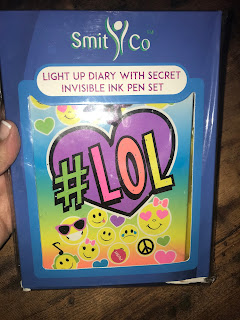 Smit Co
LIGHT UP DIARY WITH SECRET
INVISIBLE INK PEN SET
#LOL